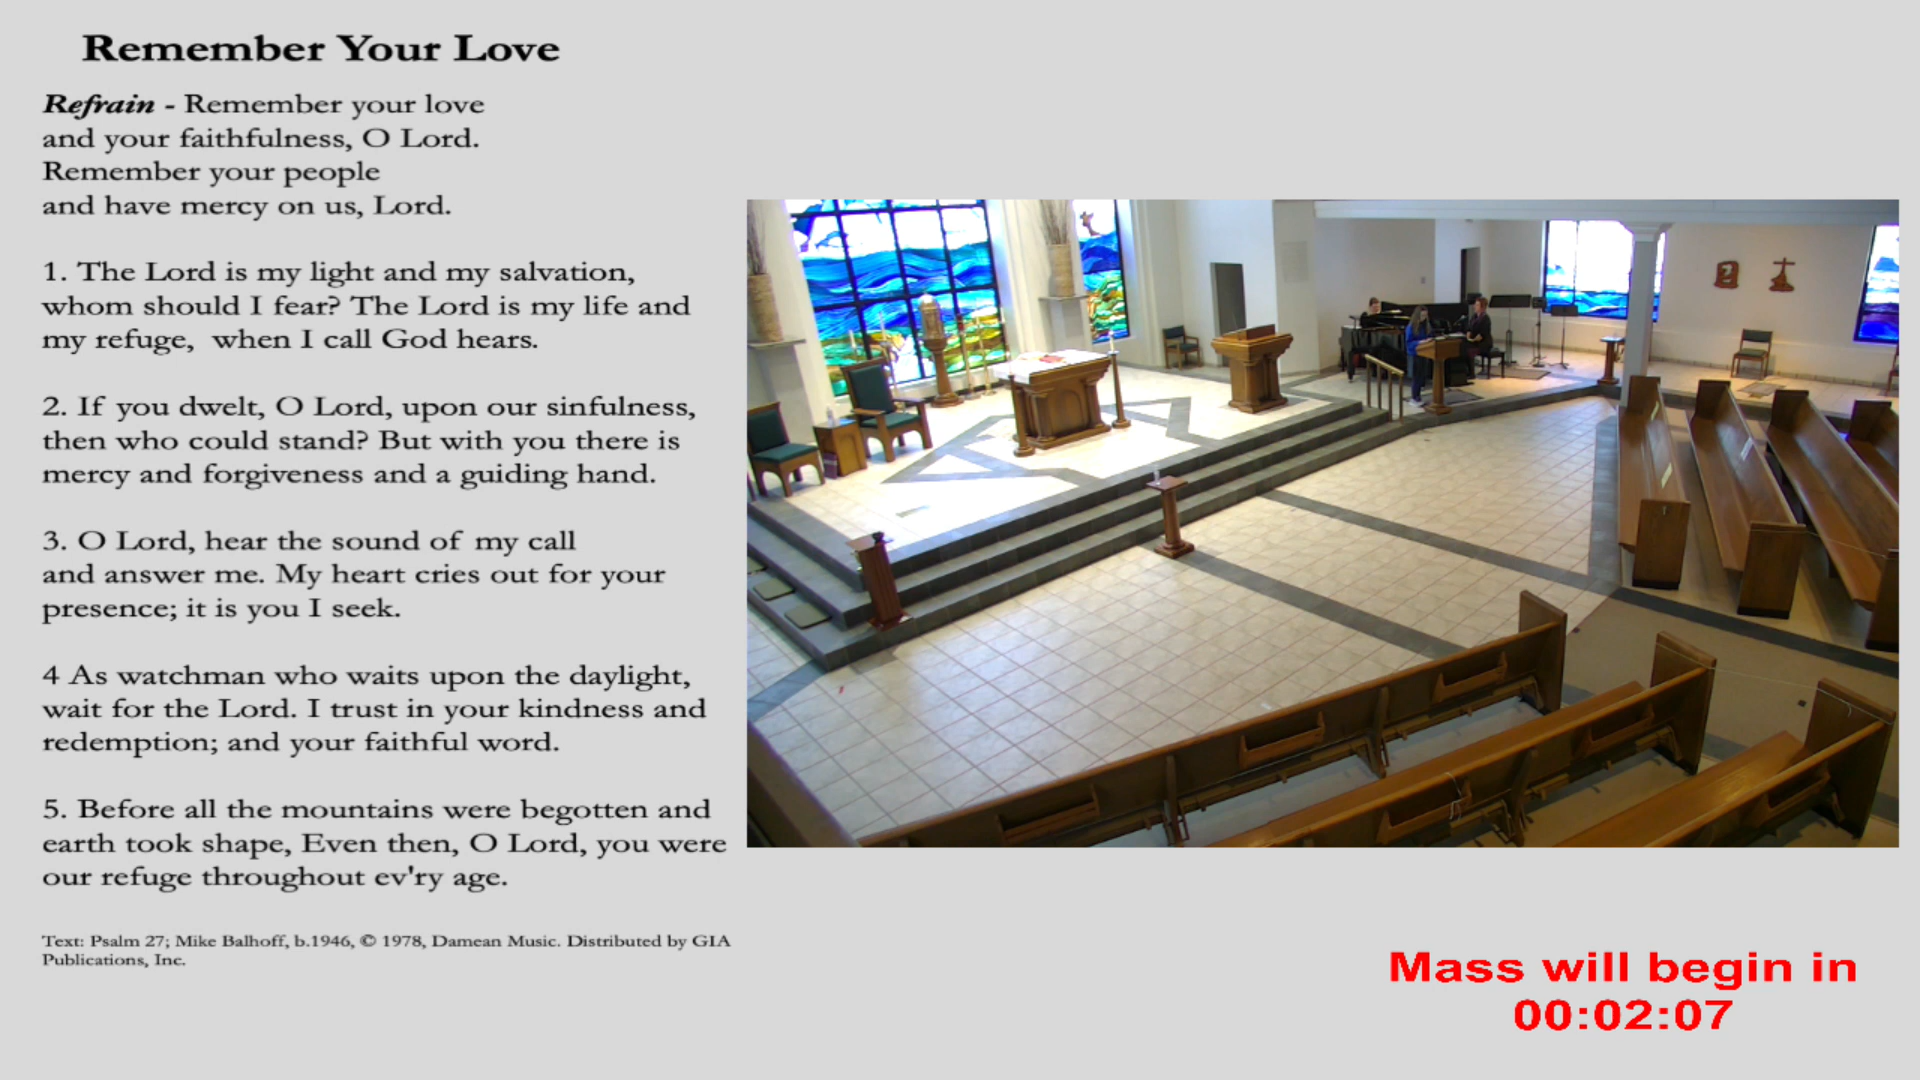 Remember Your Love
Refrain - Remember your love
and your faithfulness, O Lord.
Remember your people
and have mercy on us, Lord.
1. The Lord is my light and my salvation,
whom should I fear? The Lord is my life and
my refuge, when I call God hears.
2. If you dwelt, O Lord, upon our sinfulness,
then who could stand? But with you there is
mercy and forgiveness and a guiding hand.
3. O Lord, hear the sound of my call
and answer me. My heart cries out for your
presence; it is you I seek.
4 As watchman who waits upon the daylight,
wait for the Lord. I trust in your kindness and
redemption; and your faithful word.
5. Before all the mountains were begotten and
earth took shape, Even then, O Lord, you were
our refuge throughout ev'ry age.
Text: Psalm 27; Mike Balhoff, b.1946, © 1978, Damean Music. Distributed by GIA
Publications, Inc.
Mass will begin in
00:02:07